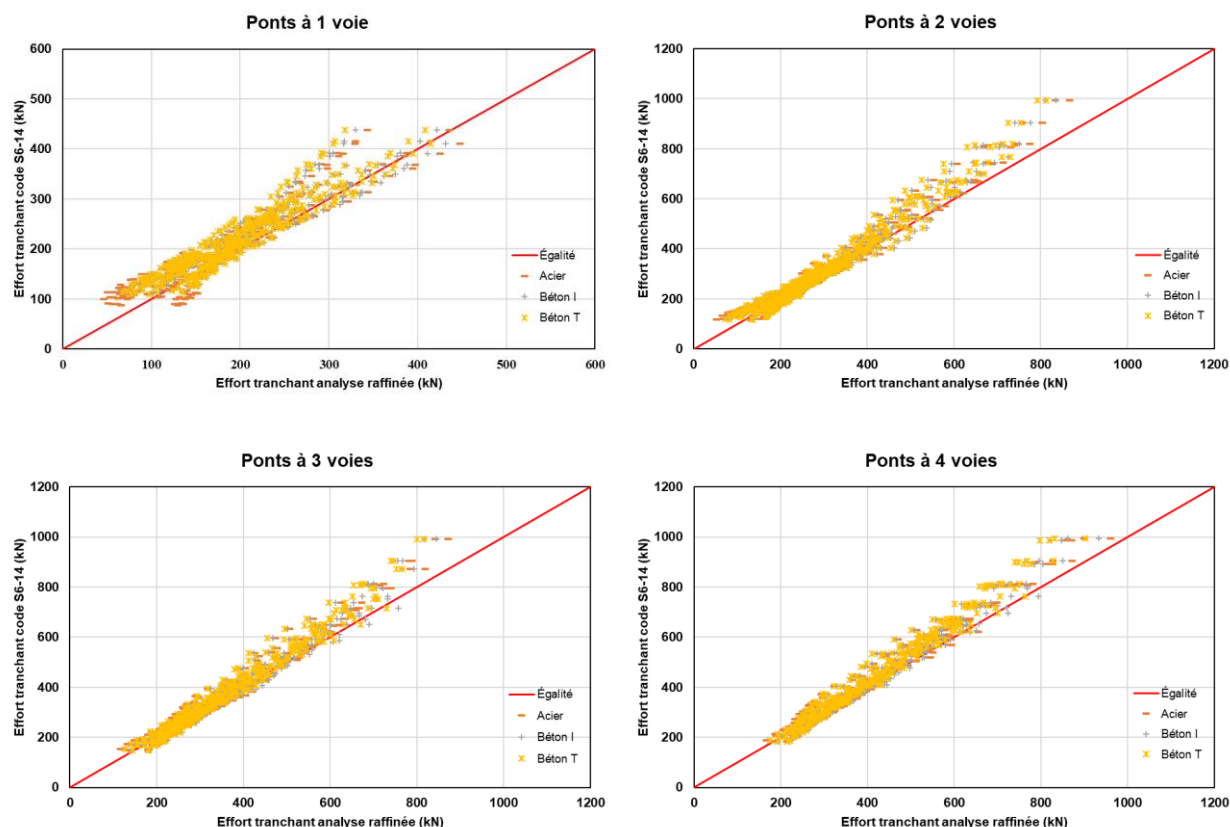 Ponts à 1 voie
Effort tranchant code S6-14 (kN)
600
500
400
300
200
100
0
0 100 200 300 400 500 600
Effort tranchant analyse raffinée (kN)
Égalité
Acier
Béton I
Béton T
Ponts à 2 voies
Effort tranchant code S6-14 (kN)
1200
1000
800
600
400
200
0
0 200 400 600 800 1000 1200
Effort tranchant analyse raffinée (kN)
Égalité
Acier
Béton I
Béton T
Ponts à 3 voies
Effort tranchant code S6-14 (kN)
1200
1000
800
600
400
200
0
0 200 400 600 800 1000 1200
Effort tranchant analyse raffinée (kN)
Égalité
Acier
Béton I
Béton T
Ponts à 4 voies
Effort tranchant code S6-14 (kN)
1200
1000
800
600
400
200
0
0 200 400 600 800 1000 1200
Effort tranchant analyse raffinée (kN)
Égalité
Acier
Béton I
Béton T